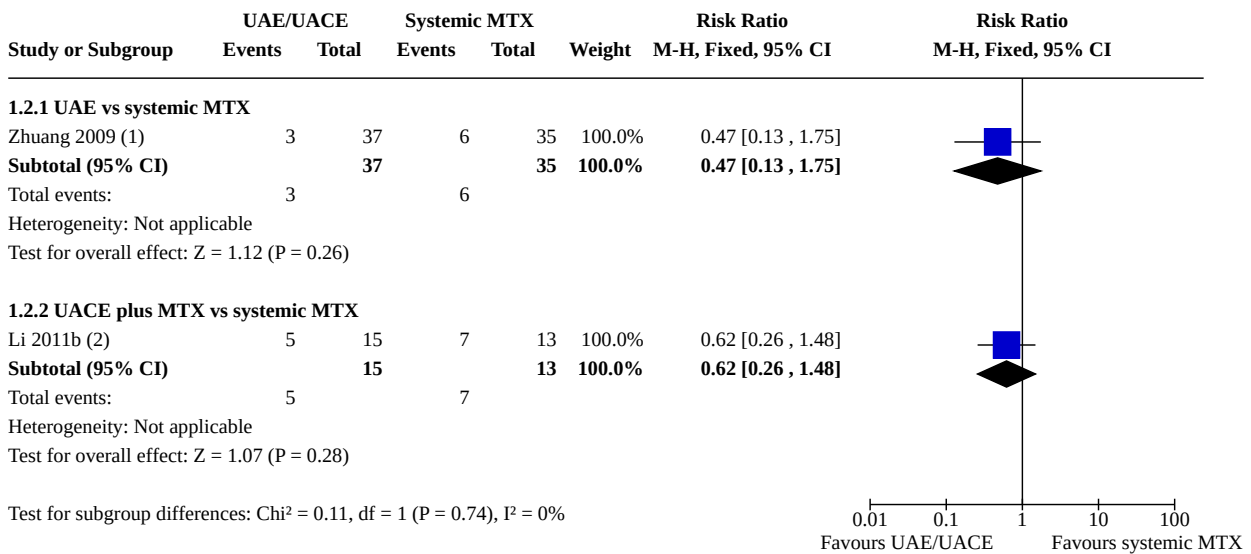 UAE/UACE Systemic MTX Risk Ratio Risk Ratio
Study or Subgroup Events Total Events Total Weight M-H, Fixed, 95% CI M-H, Fixed, 95% CI
1.2.1 UAE vs systemic MTX
Zhuang 2009 (1) 3 37 6 35 100.0% 0.47 [0.13 , 1.75]
Subtotal (95% CI) 37 35 100.0% 0.47 [0.13 , 1.75]
Total events: 3 6
Heterogeneity: Not applicable
Test for overall effect: Z = 1.12 (P = 0.26)
1.2.2 UACE plus MTX vs systemic MTX
Li 2011b (2) 5 15 7 13 100.0% 0.62 [0.26 , 1.48]
Subtotal (95% CI) 15 13 100.0% 0.62 [0.26 , 1.48]
Total events: 5 7
Heterogeneity: Not applicable
Test for overall effect: Z = 1.07 (P = 0.28)
Test for subgroup differences: Chi² = 0.11, df = 1 (P = 0.74), I² = 0%
0.01 0.1 1 10 100
Favours UAE/UACE Favours systemic MTX